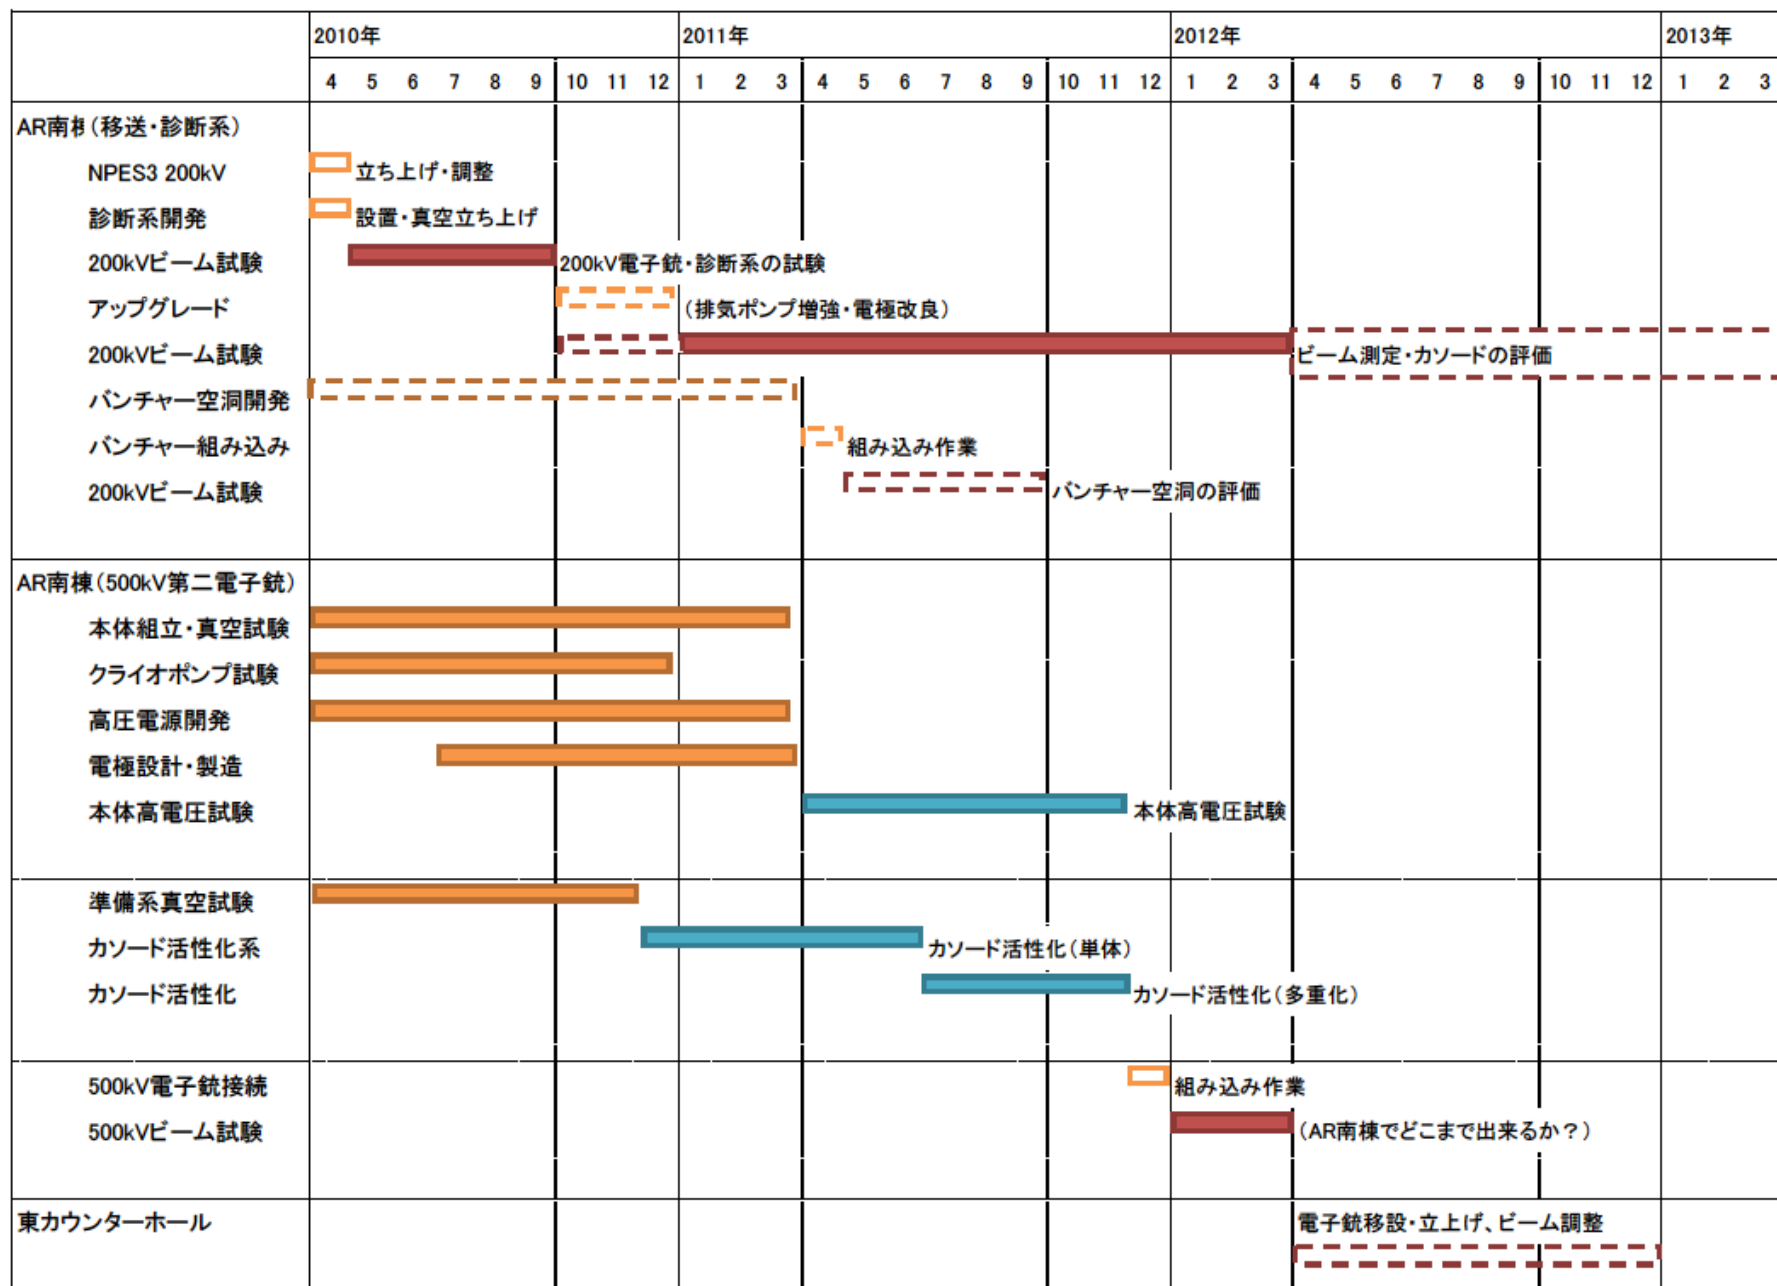 2010年 2011年 2012年 2013年
4 5 6 7 8 9 10 11 12 1 2 3 4 5 6 7 8 9 10 11 12 1 2 3 4 5 6 7 8 9 10 11 12 1 2 3
AR南棟(移送・診断系)
NPES3 200kV 立ち上げ・調整
診断系開発 設置・真空立ち上げ
200kVビーム試験 200kV電子銃・診断系の試験
アップグレード (排気ポンプ増強・電極改良)
200kVビーム試験 ビーム測定・カソードの評価
バンチャー空洞開発
バンチャー組み込み 組み込み作業
200kVビーム試験 バンチャー空洞の評価
AR南棟(500kV第二電子銃)
本体組立・真空試験
クライオポンプ試験
高圧電源開発
電極設計・製造
本体高電圧試験 本体高電圧試験
準備系真空試験
カソード活性化系 カソード活性化(単体)
カソード活性化 カソード活性化(多重化)
500kV電子銃接続 組み込み作業
500kVビーム試験 (AR南棟でどこまで出来るか?)
東カウンターホール 電子銃移設・立上げ、ビーム調整